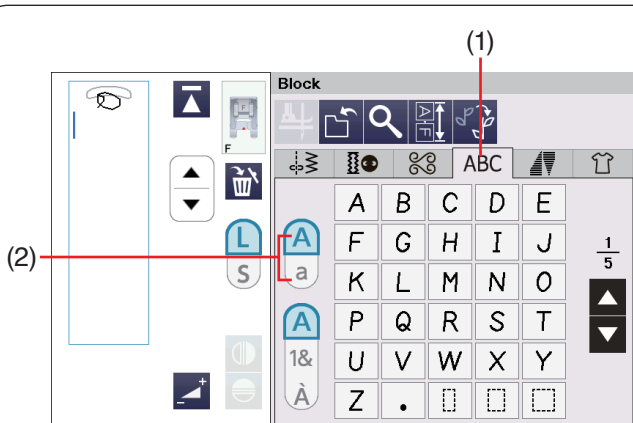 (1)
Block
F
A F
ABC
A B C D E
L A F G H I J 1
(2)
S a K L M N O 5
A P Q R S T
1& U V W X Y
À Z .